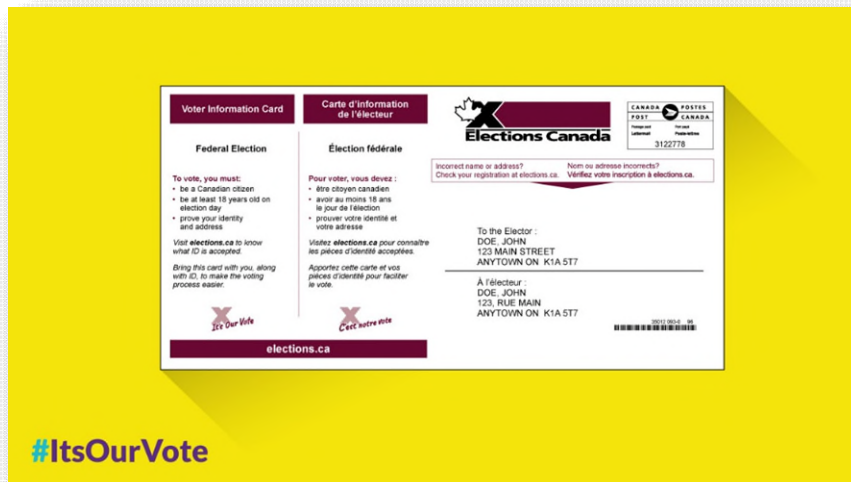 Voter Information Card
Federal Election
To vote, you must:
• be a Canadian citizen
• be at least 18 years old on
election day
• prove your identity
and address
Visit elections.ca to know
what ID is accepted.
Bring this card with you, along
with ID, to make the voting
process easier.
It's Our Vote
Carte d'information
de l'électeur
Élection fédérale
Pour voter, vous devez :
• être citoyen canadien
• avoir au moins 18 ans
le jour de l'élection
• prouver votre identité et
votre adresse
Visitez elections.ca pour connaître
les pièces d'identité acceptées.
Apportez cette carte et vos
pièces d'identité pour faciliter
le vote.
C'est notre vote
elections.ca
Elections Canada
CANADA POSTES
POST CANADA
Postage paid Port payé
Lettermail Poste-lettres
3122778
Incorrect name or address?
Check your registration at elections.ca.
Nom ou adresse incorrects?
Vérifiez votre inscription à elections.ca.
To the Elector :
DOE, JOHN
123 MAIN STREET
ANYTOWN ON K1A 5T7
À l'électeur :
DOE, JOHN
123, RUE MAIN
ANYTOWN ON K1A 5T7
#ItsOurVote